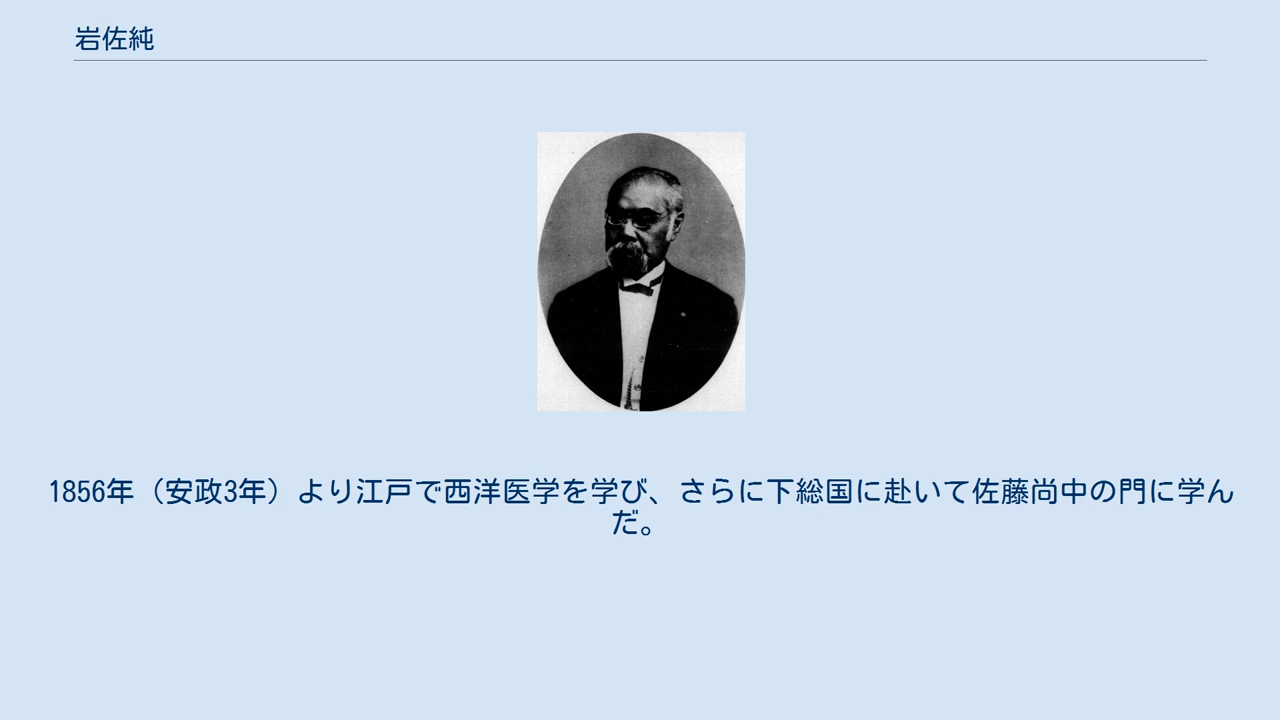 岩佐純
1856年（安政3年）より江戸で西洋医学を学び、さらに下総国に赴いて佐藤尚中の門に学ん
だ。